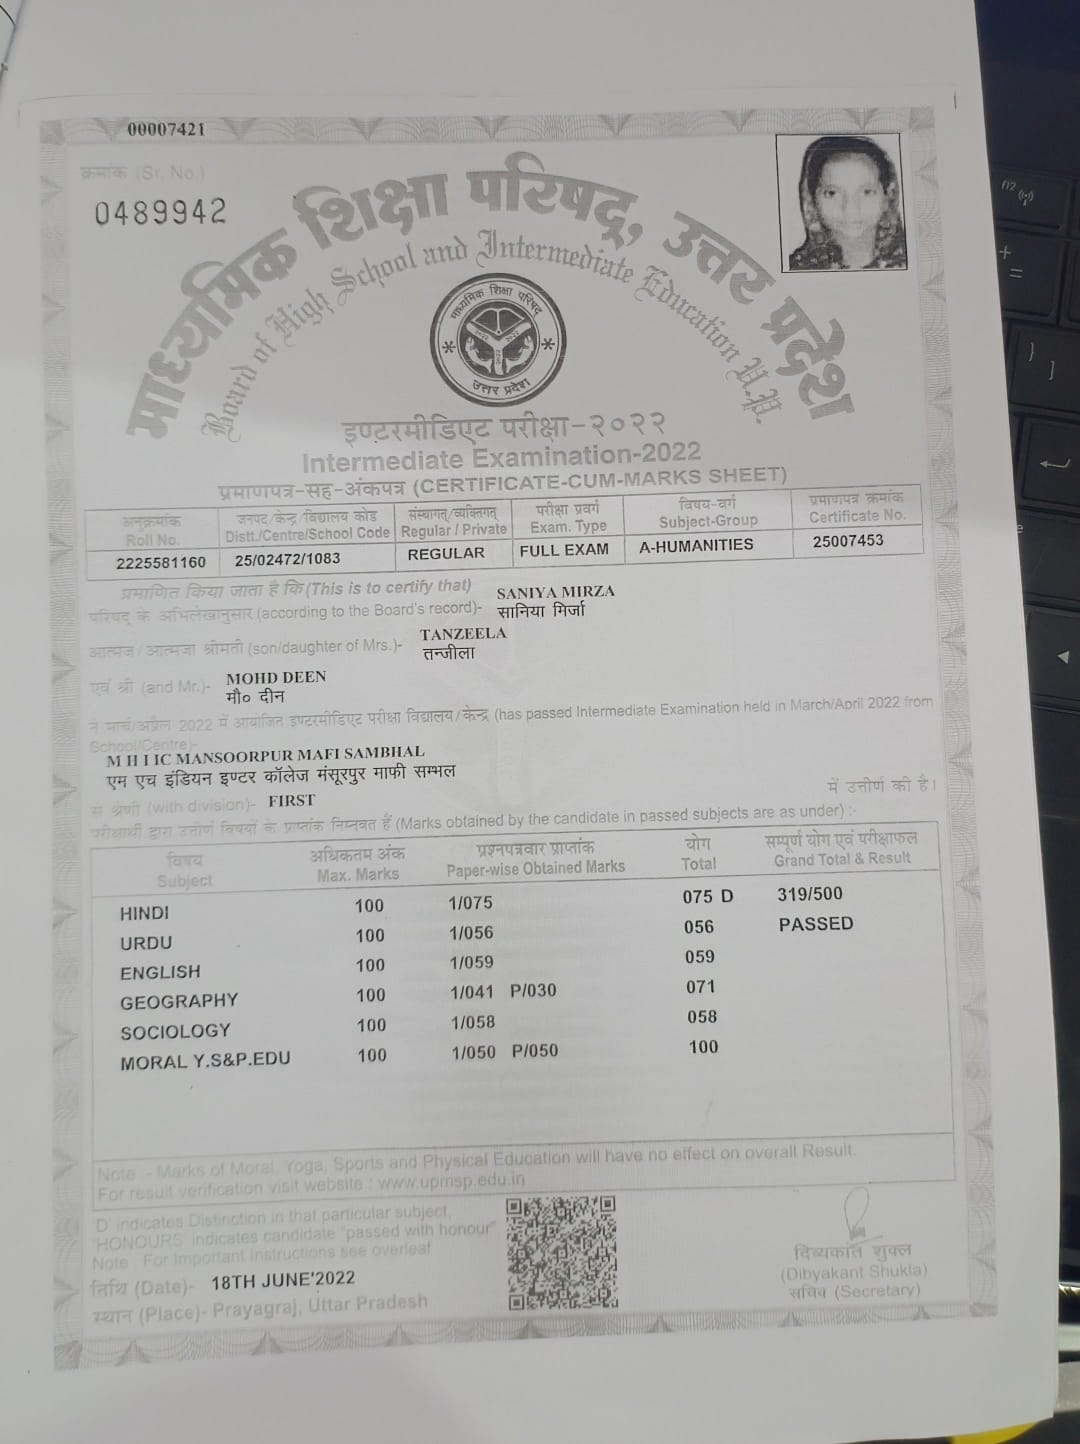 00007421
क्रमांक (Sr. No.)
0489942
माध्यमिक शिक्षा परिषद्, उत्तर प्रदेश
Board of High School and Intermediate Education U.P.
माध्यमिक शिक्षा परिषद्
उत्तर प्रदेश
इण्टरमीडिएट परीक्षा-२०२२
Intermediate Examination-2022
प्रमाणपत्र-सह-अंकपत्र (CERTIFICATE-CUM-MARKS SHEET)
अनुक्रमांक जनपद/केन्द्र/विद्यालय कोड संस्थागत्/व्यक्तिगत् परीक्षा प्रवर्ग विषय-वर्ग प्रमाणपत्र क्रमांक
Roll No. Distt./Centre/School Code Regular / Private Exam. Type Subject-Group Certificate No.
2225581160 25/02472/1083 REGULAR FULL EXAM A-HUMANITIES 25007453
प्रमाणित किया जाता है कि (This is to certify that) SANIYA MIRZA
परिषद् के अभिलेखानुसार (according to the Board's record)- सानिया मिर्जा
TANZEELA
आत्मज / आत्मजा श्रीमती (son/daughter of Mrs.)- तन्जीला
MOHD DEEN
एवं श्री (and Mr.)- मौ० दीन
ने मार्च/अप्रैल 2022 में आयोजित इण्टरमीडिएट परीक्षा विद्यालय/केन्द्र (has passed Intermediate Examination held in March/April 2022 from
School/Centre)-
M H I IC MANSOORPUR MAFI SAMBHAL
एम एच इंडियन इण्टर कॉलेज मंसूरपुर माफी सम्भल
से श्रेणी (with division)- FIRST में उत्तीर्ण की है।
परीक्षार्थी द्वारा उत्तीर्ण विषयों के प्राप्तांक निम्नवत हैं (Marks obtained by the candidate in passed subjects are as under) :-
विषय अधिकतम अंक प्रश्नपत्रवार प्राप्तांक योग सम्पूर्ण योग एवं परीक्षाफल
Subject Max. Marks Paper-wise Obtained Marks Total Grand Total & Result
HINDI 100 1/075 075 D 319/500
URDU 100 1/056 056 PASSED
ENGLISH 100 1/059 059
GEOGRAPHY 100 1/041 P/030 071
SOCIOLOGY 100 1/058 058
MORAL Y.S&P.EDU 100 1/050 P/050 100
Note :- Marks of Moral, Yoga, Sports and Physical Education will have no effect on overall Result.
For result verification visit website : www.upmsp.edu.in
'D' indicates Distinction in that particular subject,
'HONOURS' indicates candidate "passed with honour"
Note : For Important Instructions see overleaf
तिथि (Date)- 18TH JUNE'2022
स्थान (Place)- Prayagraj, Uttar Pradesh
दिव्यकांत शुक्ल
(Dibyakant Shukla)
सचिव (Secretary)